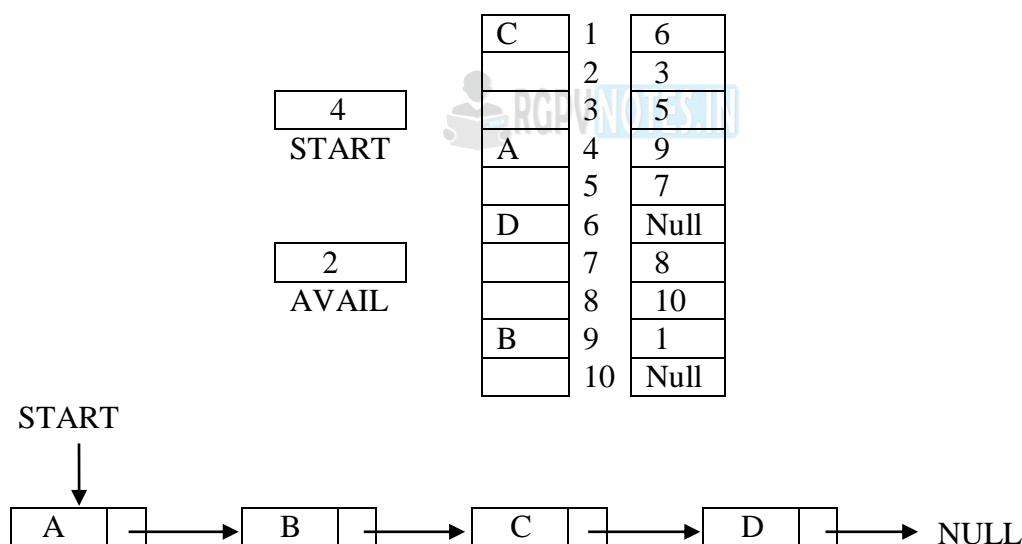 C 1 6
2 3
RGPVNOTES.IN
4 3 5
START A 4 9
5 7
D 6 Null
2 7 8
AVAIL 8 10
B 9 1
10 Null
START
A B C D NULL